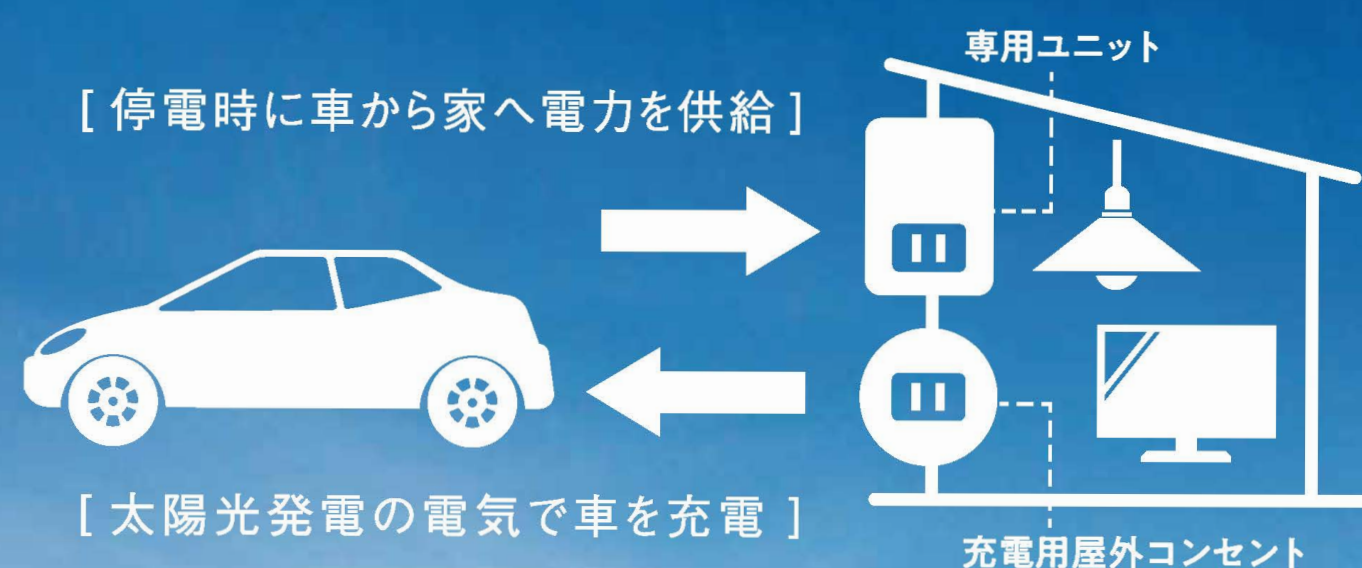 専用ユニット
[ 停電時に車から家へ電力を供給 ]
[ 太陽光発電の電気で車を充電 ]
充電用屋外コンセント